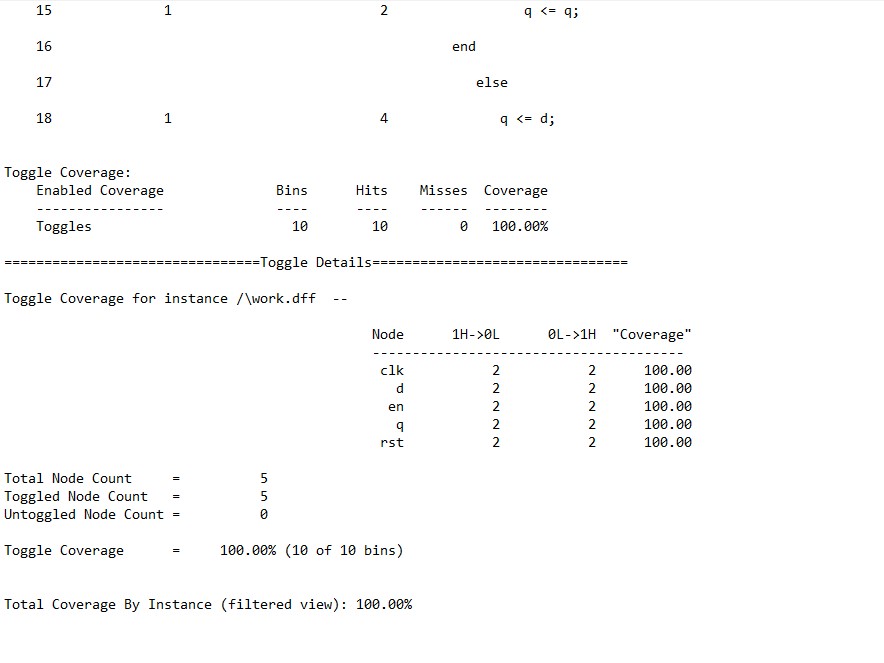 15              1                          2                 q <= q;
16                                                  end
17                                                     else
18              1                          4              q <= d;
Toggle Coverage:
    Enabled Coverage              Bins      Hits    Misses  Coverage
    ----------------              ----      ----    ------  --------
    Toggles                         10        10         0   100.00%
================================Toggle Details================================
Toggle Coverage for instance /\work.dff  --
                                              Node      1H->0L      0L->1H  "Coverage"
                                              ---------------------------------------
                                               clk           2           2      100.00
                                                 d           2           2      100.00
                                                en           2           2      100.00
                                                 q           2           2      100.00
                                               rst           2           2      100.00
Total Node Count     =          5
Toggled Node Count   =          5
Untoggled Node Count =          0
Toggle Coverage      =     100.00% (10 of 10 bins)
Total Coverage By Instance (filtered view): 100.00%